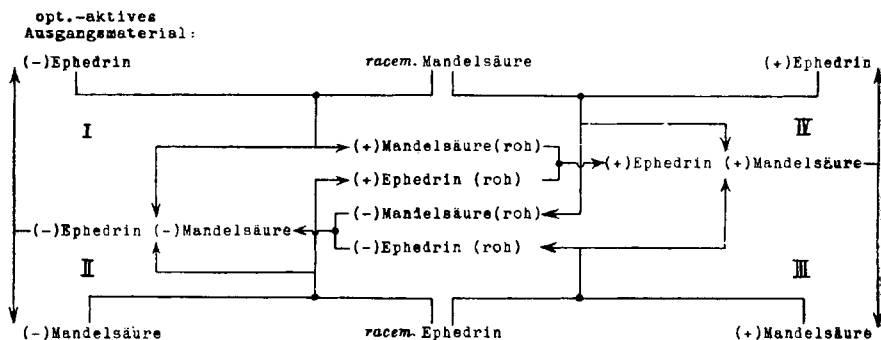 opt.-aktives
Ausgangsmaterial:
(-)Ephedrin racem. Mandelsäure (+)Ephedrin
I IV
(+)Mandelsäure(roh)
(+)Ephedrin (+)Mandelsäure
(+)Ephedrin (roh)
(-)Mandelsäure(roh)
(-)Ephedrin (-)Mandelsäure
(-)Ephedrin (roh)
II III
(-)Mandelsäure racem. Ephedrin (+)Mandelsäure